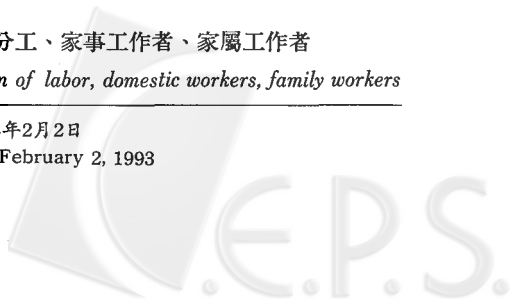 分工、家事工作者、家屬工作者
of labor, domestic workers, family workers
年2月2日
February 2, 1993
C.E.P.S.